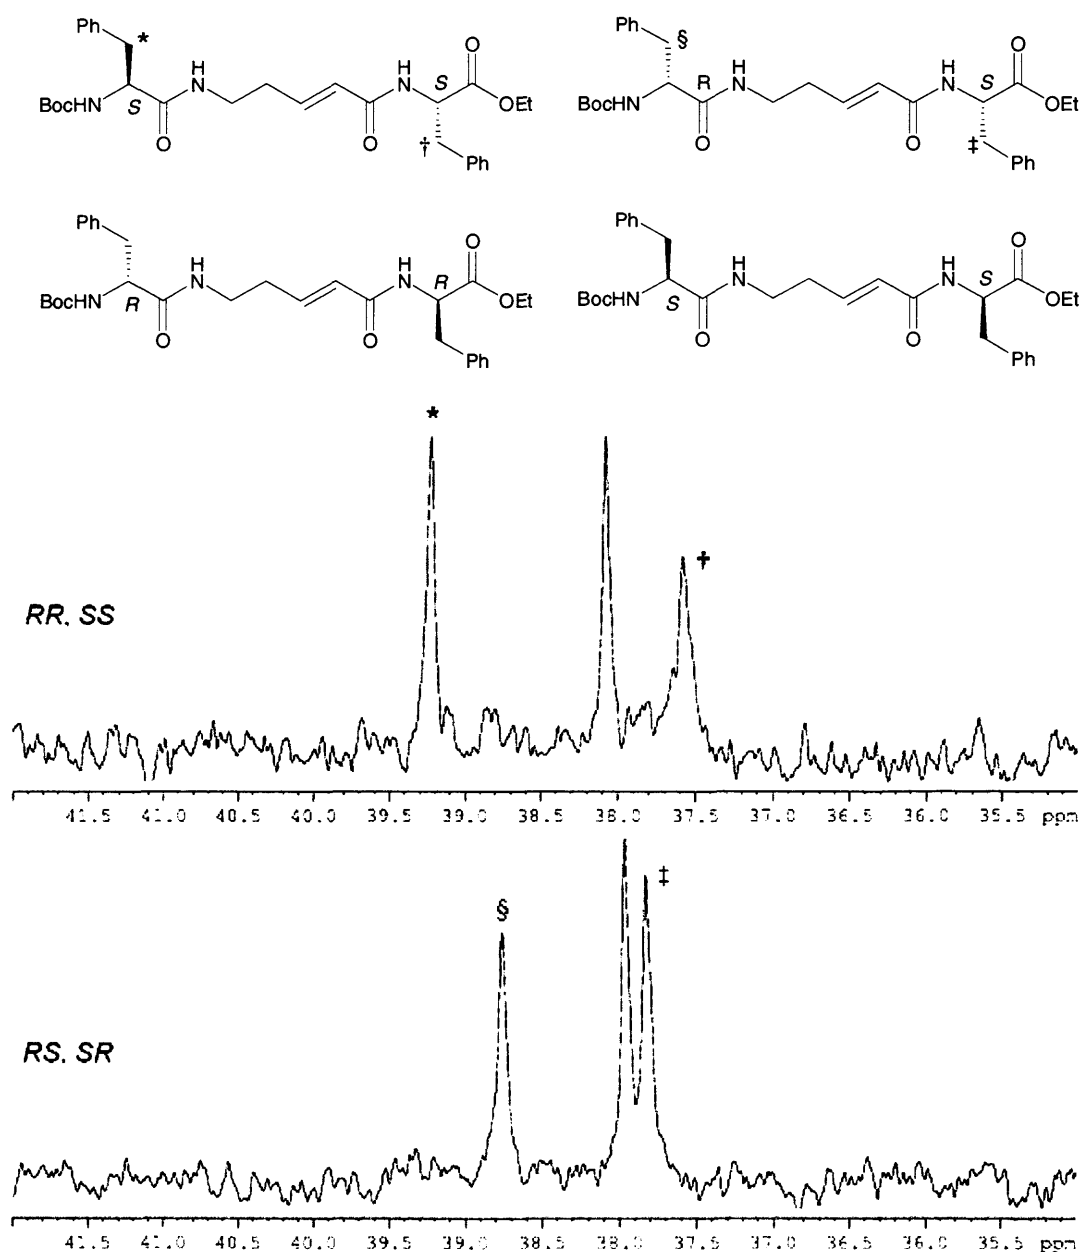 Ph * H H S O
BocHN S N N OEt
O O † Ph
Ph § H H S O
BocHN R N N OEt
O O ‡ Ph
Ph H H R O
BocHN R N N OEt
O O Ph
Ph H H S O
BocHN S N N OEt
O O Ph
*
†
RR, SS
41.5 41.0 40.5 40.0 39.5 39.0 38.5 38.0 37.5 37.0 36.5 36.0 35.5 ppm
‡
§
RS, SR
41.5 41.0 40.5 40.0 39.5 39.0 38.5 38.0 37.5 37.0 36.5 36.0 35.5 ppm